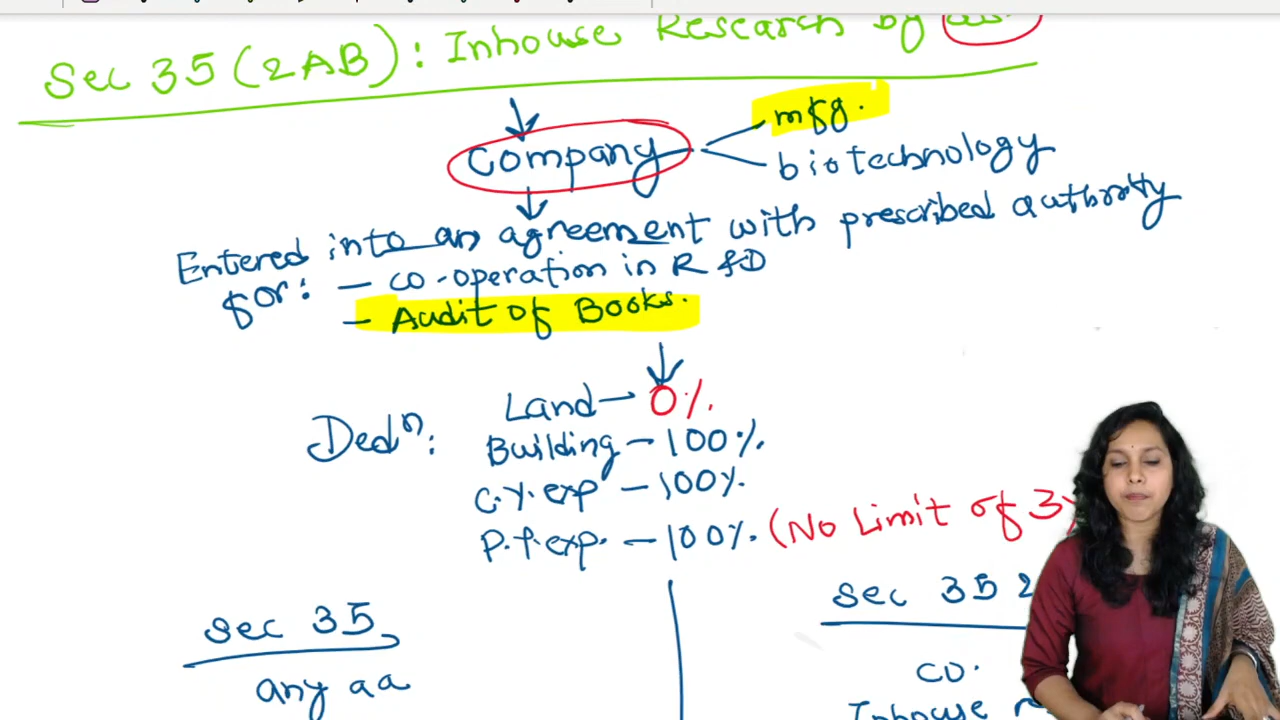 Sec 35 (2AB): Inhouse Research by
Company
mfg.
biotechnology
Entered into an agreement with prescribed authority
for: — co-operation in R & D
— Audit of Books.
Dedn:
Land — 0%.
Building — 100%.
C.Y. exp — 100%.
P.Y. exp. — 100%. (No Limit of 3
Sec 35
any aa
Sec 35 2
co.
Inhouse